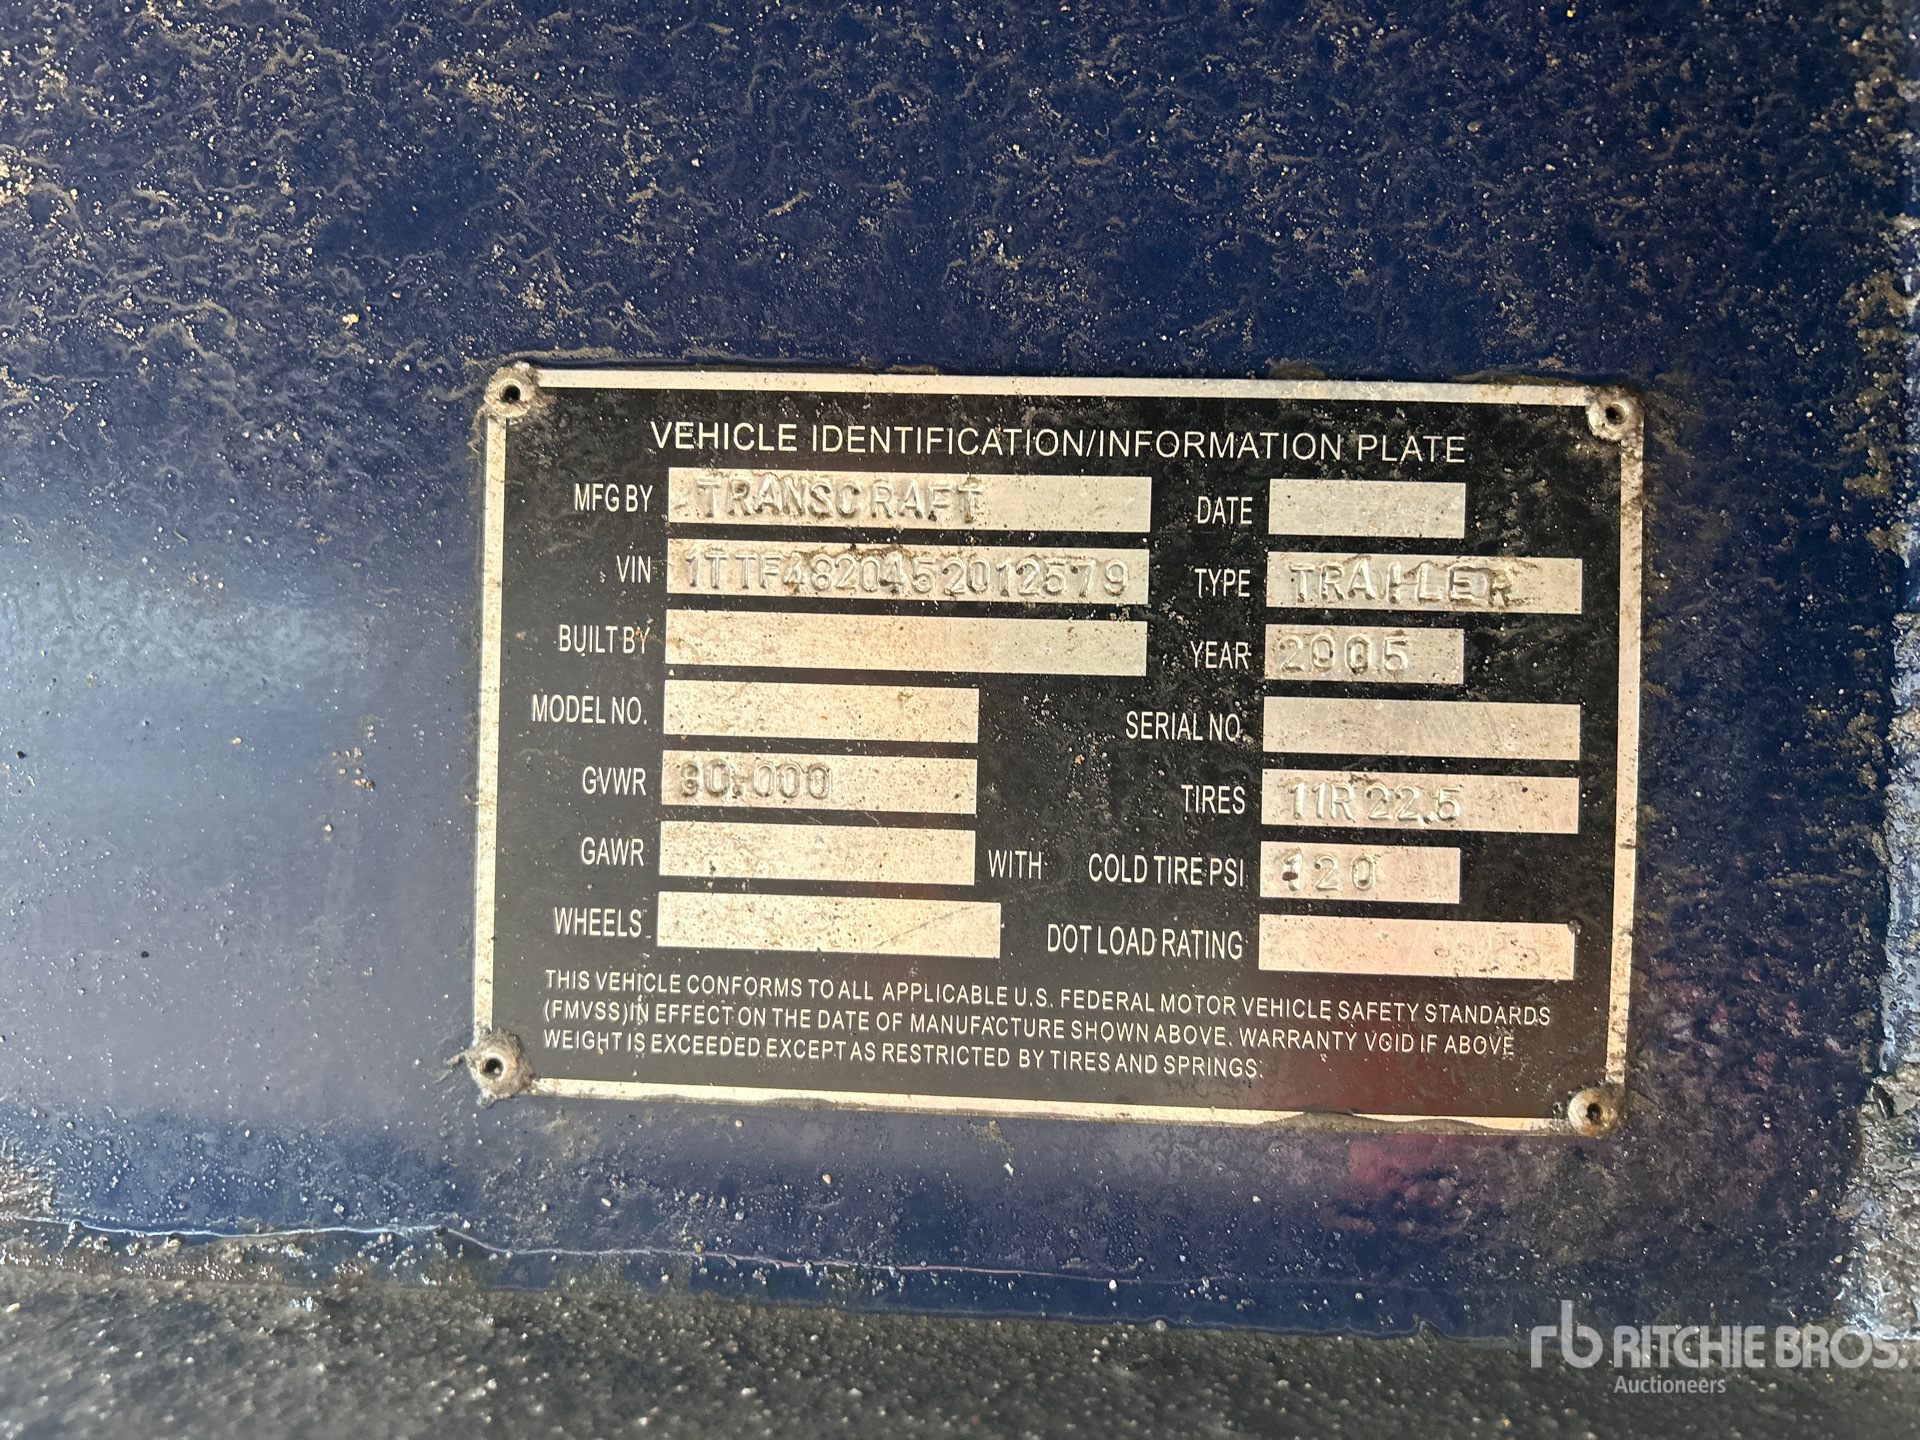 VEHICLE IDENTIFICATION/INFORMATION PLATE
MFG BY TRANSCRAFT DATE
VIN 1TTF4820452012579 TYPE TRAILER
BUILT BY YEAR 2005
MODEL NO. SERIAL NO.
GVWR TIRES 11R22.5
GAWR WITH COLD TIRE PSI 120
WHEELS DOT LOAD RATING
THIS VEHICLE CONFORMS TO ALL APPLICABLE U.S. FEDERAL MOTOR VEHICLE SAFETY STANDARDS
(FMVSS)IN EFFECT ON THE DATE OF MANUFACTURE SHOWN ABOVE. WARRANTY VOID IF ABOVE
WEIGHT IS EXCEEDED EXCEPT AS RESTRICTED BY TIRES AND SPRINGS.
rb RITCHIE BROS.
Auctioneers